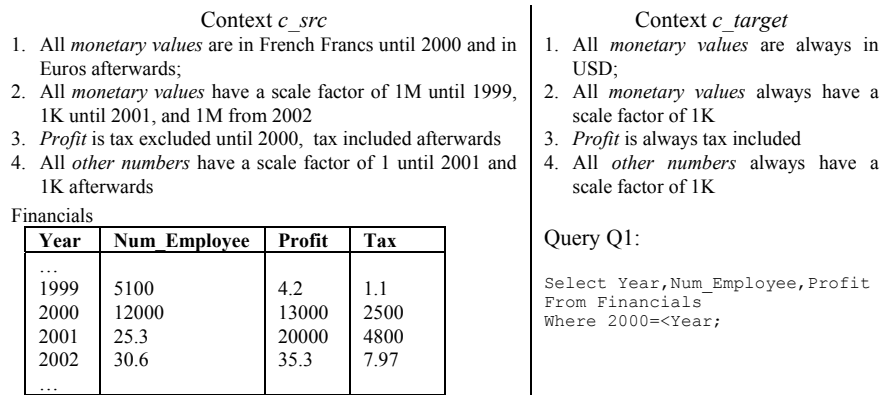 Context c_src
1. All monetary values are in French Francs until 2000 and in
Euros afterwards;
2. All monetary values have a scale factor of 1M until 1999,
1K until 2001, and 1M from 2002
3. Profit is tax excluded until 2000, tax included afterwards
4. All other numbers have a scale factor of 1 until 2001 and
1K afterwards
Financials
Year Num_Employee Profit Tax
…
1999 5100 4.2 1.1
2000 12000 13000 2500
2001 25.3 20000 4800
2002 30.6 35.3 7.97
…
Context c_target
1. All monetary values are always in
USD;
2. All monetary values always have a
scale factor of 1K
3. Profit is always tax included
4. All other numbers always have a
scale factor of 1K
Query Q1:
Select Year,Num_Employee,Profit
From Financials
Where 2000=<Year;